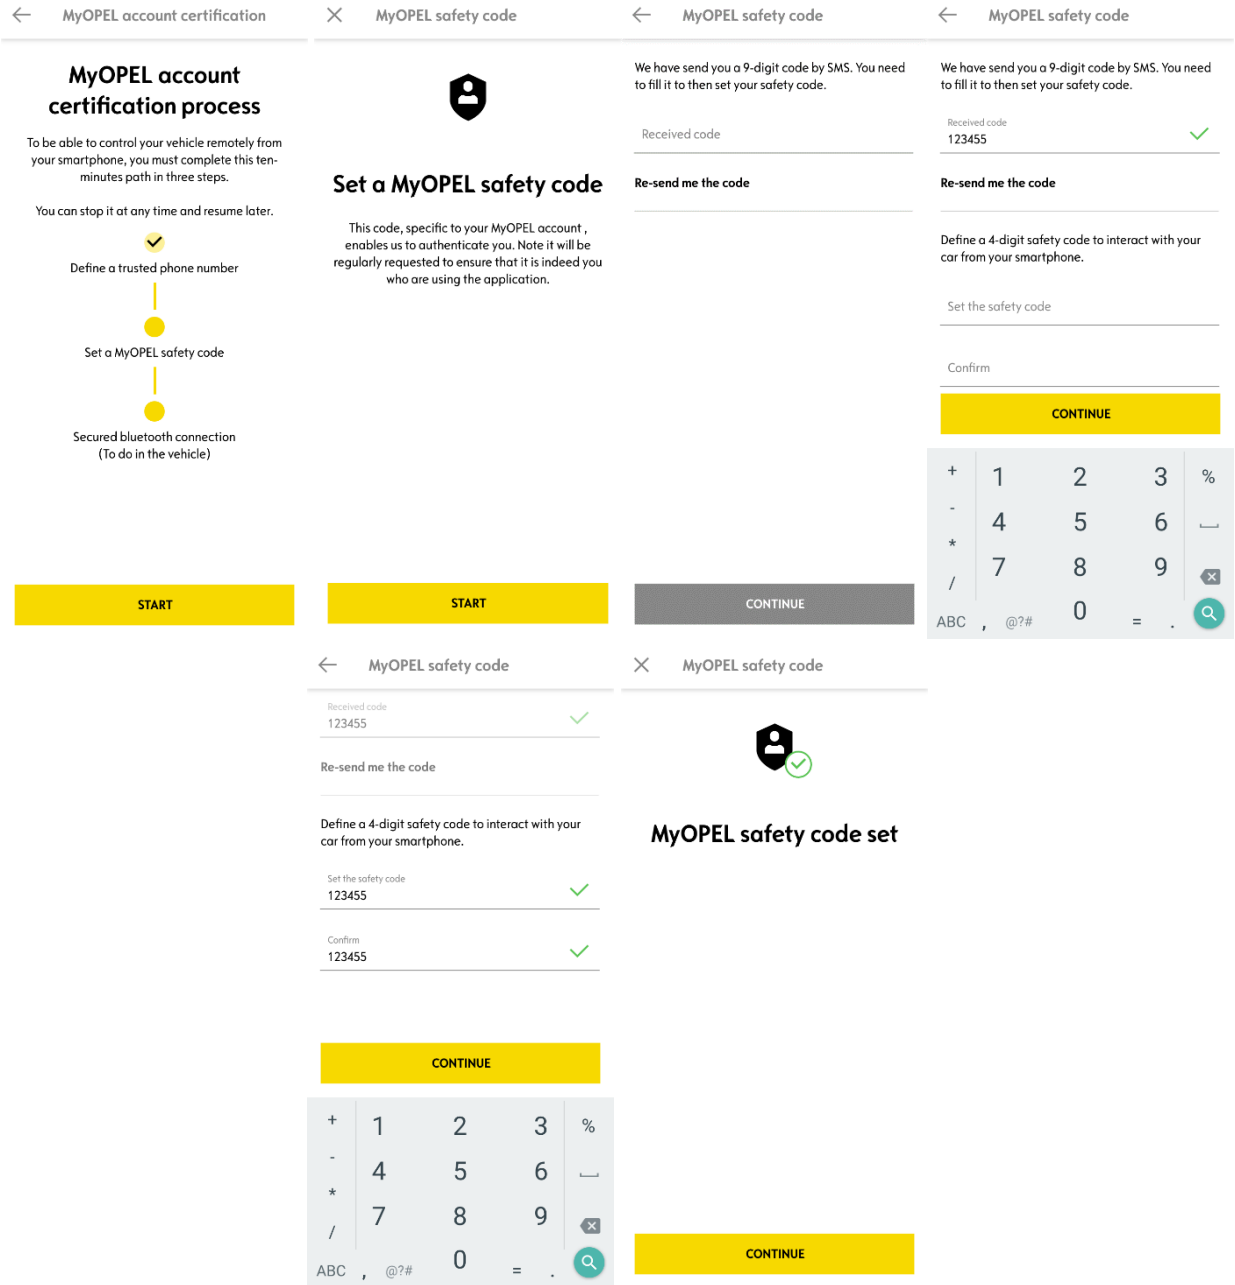 MyOPEL account certification
MyOPEL account
certification process
To be able to control your vehicle remotely from
your smartphone, you must complete this ten-
minutes path in three steps.
You can stop it at any time and resume later.
Define a trusted phone number
Set a MyOPEL safety code
Secured bluetooth connection
(To do in the vehicle)
START
MyOPEL safety code
Set a MyOPEL safety code
This code, specific to your MyOPEL account ,
enables us to authenticate you. Note it will be
regularly requested to ensure that it is indeed you
who are using the application.
START
MyOPEL safety code
We have send you a 9-digit code by SMS. You need
to fill it to then set your safety code.
Received code
Re-send me the code
CONTINUE
MyOPEL safety code
We have send you a 9-digit code by SMS. You need
to fill it to then set your safety code.
Received code
123455
Re-send me the code
Define a 4-digit safety code to interact with your
car from your smartphone.
Set the safety code
Confirm
CONTINUE
+ 1 2 3 %
- 4 5 6
* 7 8 9
/
ABC , @?# 0 = .
MyOPEL safety code
Received code
123455
Re-send me the code
Define a 4-digit safety code to interact with your
car from your smartphone.
Set the safety code
123455
Confirm
123455
CONTINUE
+ 1 2 3 %
- 4 5 6
* 7 8 9
/
ABC , @?# 0 = .
MyOPEL safety code
MyOPEL safety code set
CONTINUE